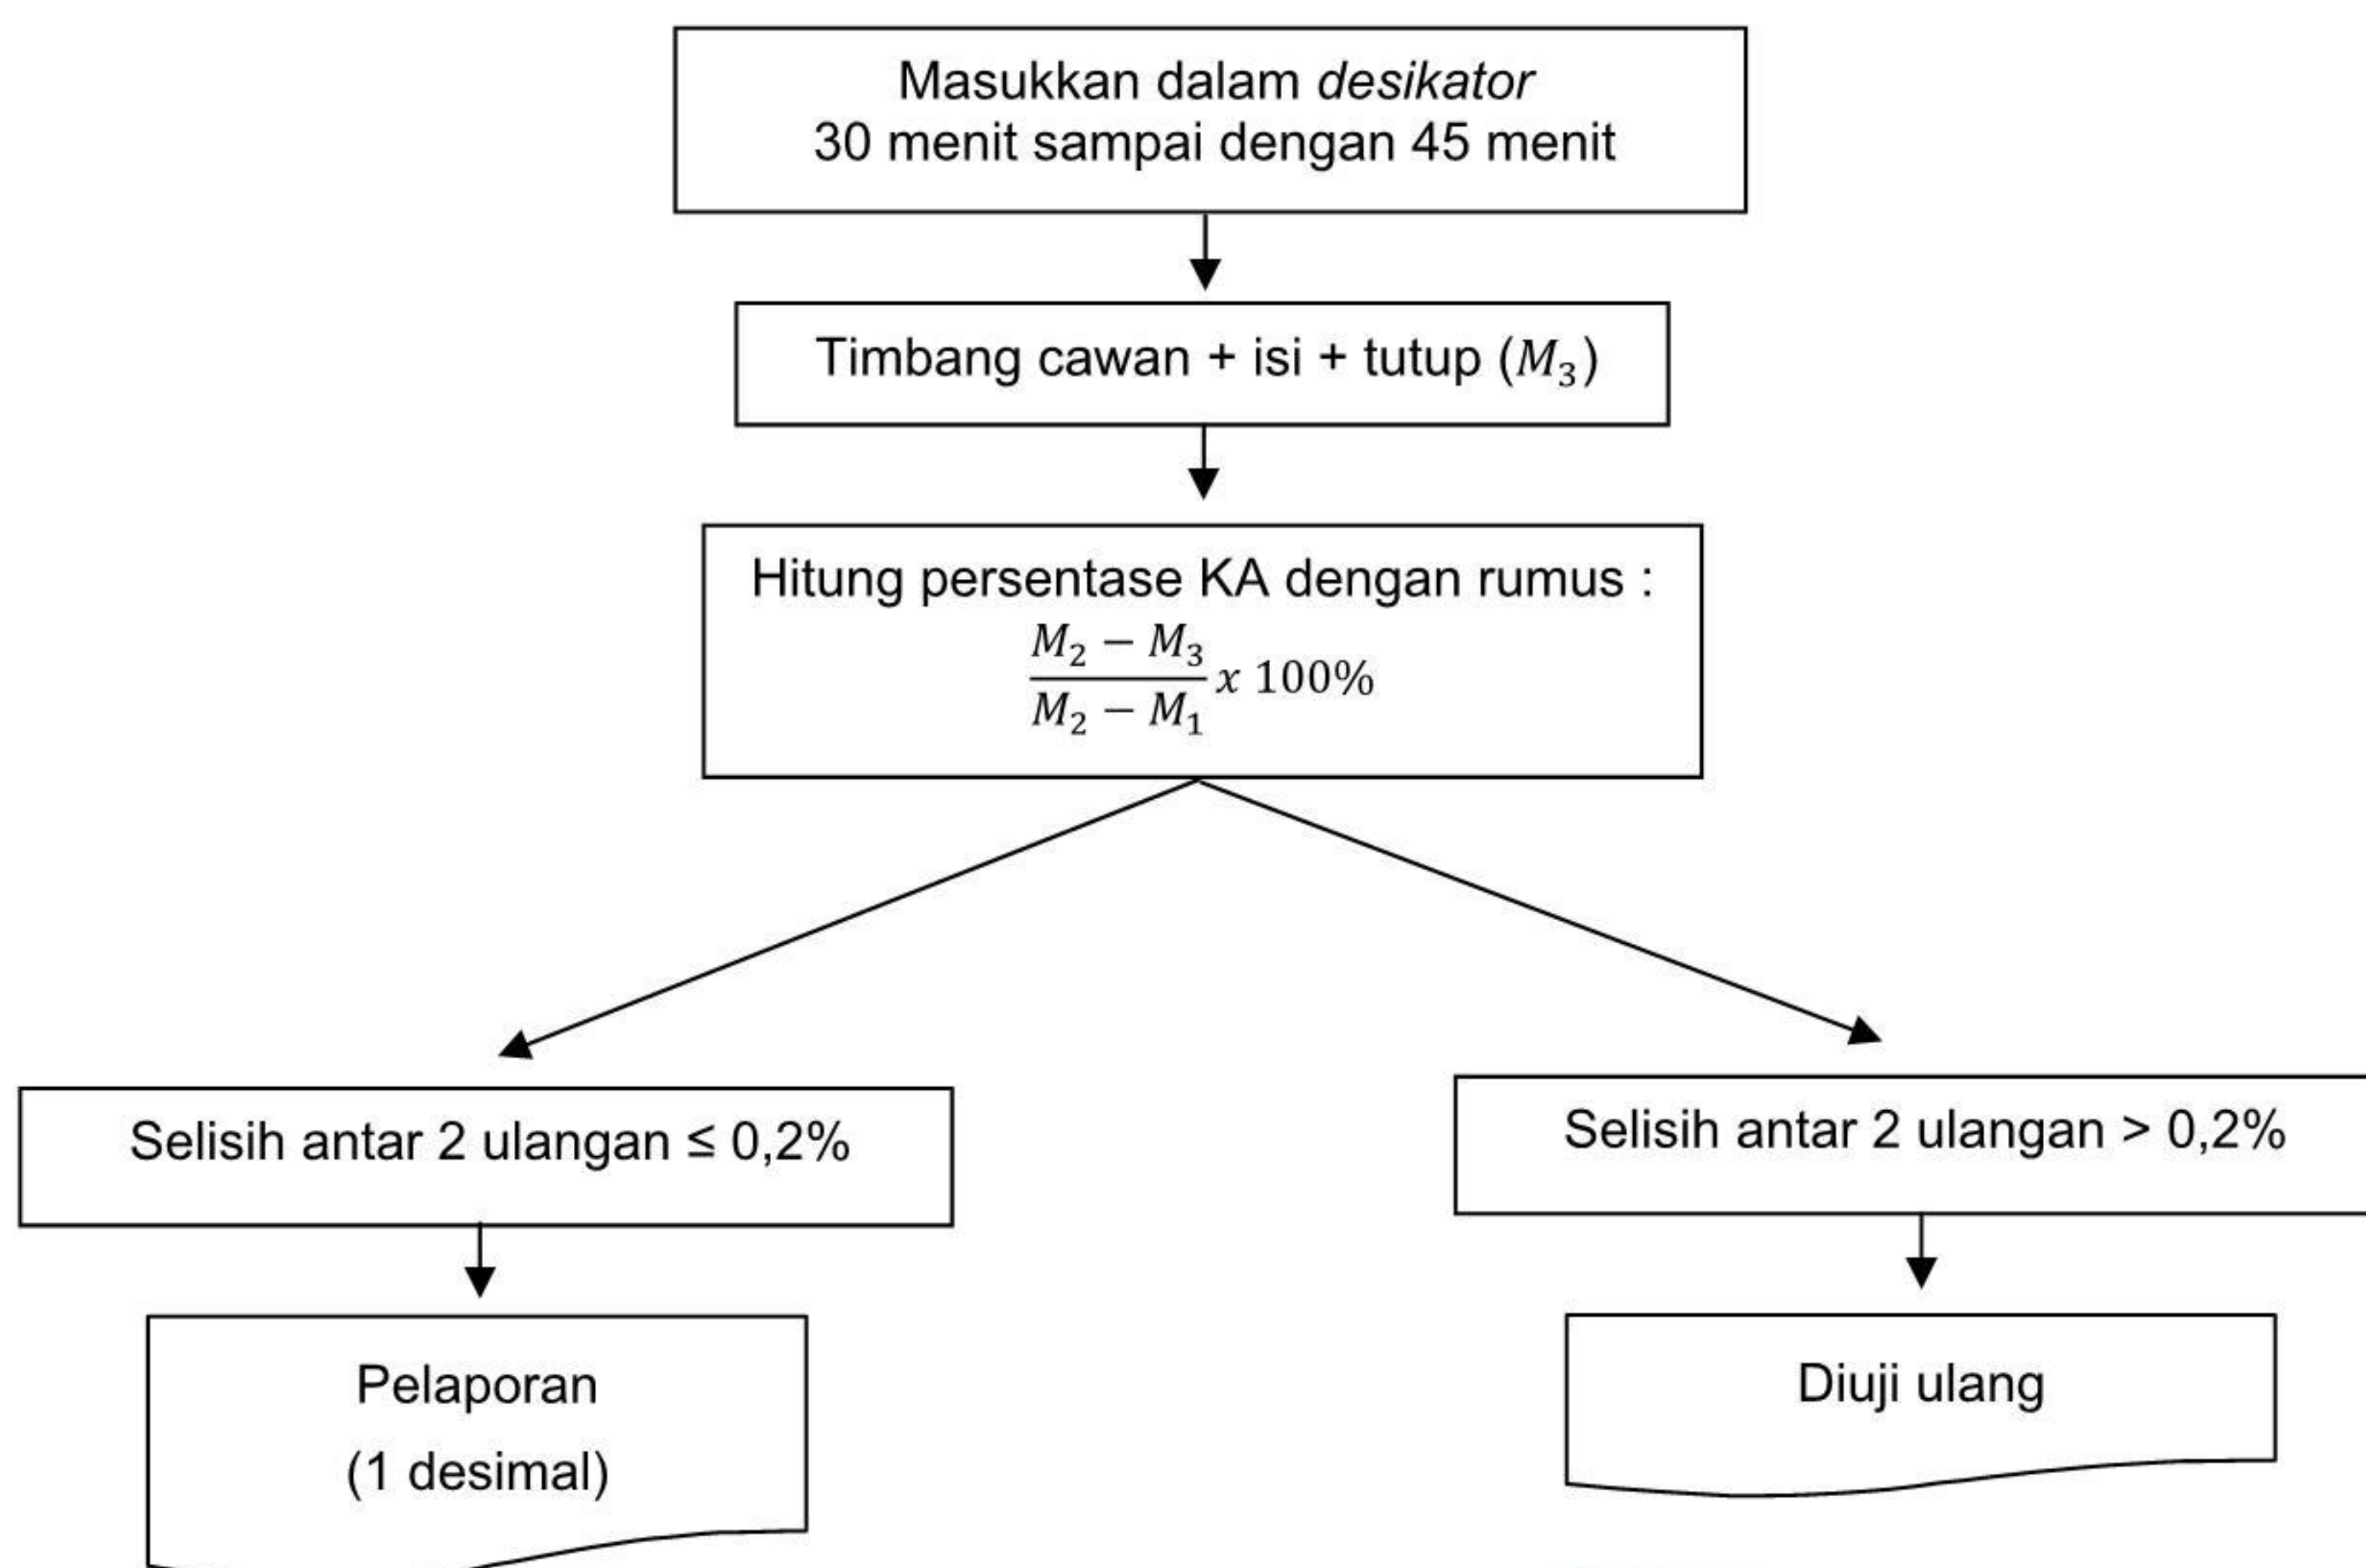 Masukkan dalam desikator
30 menit sampai dengan 45 menit
Timbang cawan + isi + tutup (M₃)
Hitung persentase KA dengan rumus :
M₂ − M₃
x 100%
M₂ − M₁
Selisih antar 2 ulangan ≤ 0,2%
Selisih antar 2 ulangan > 0,2%
Pelaporan
(1 desimal)
Diuji ulang